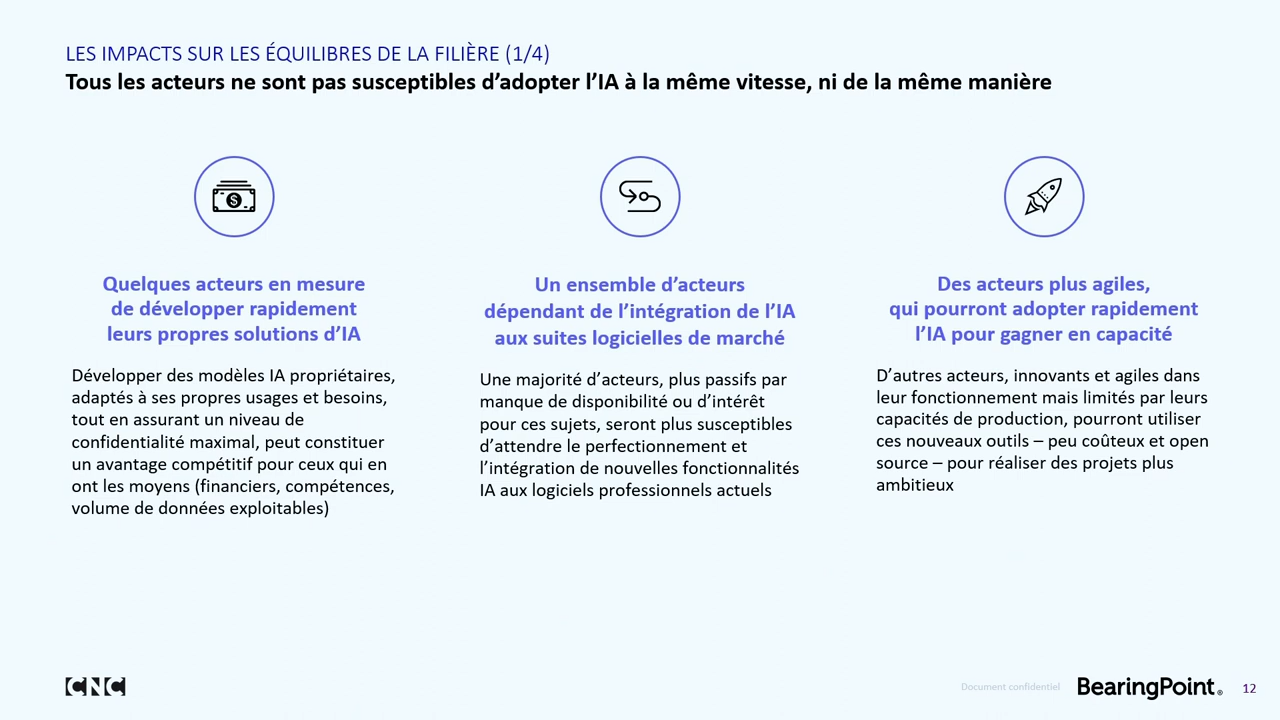 LES IMPACTS SUR LES ÉQUILIBRES DE LA FILIÈRE (1/4)
Tous les acteurs ne sont pas susceptibles d’adopter l’IA à la même vitesse, ni de la même manière
$
Quelques acteurs en mesure
de développer rapidement
leurs propres solutions d’IA
Développer des modèles IA propriétaires,
adaptés à ses propres usages et besoins,
tout en assurant un niveau de
confidentialité maximal, peut constituer
un avantage compétitif pour ceux qui en
ont les moyens (financiers, compétences,
volume de données exploitables)
Un ensemble d’acteurs
dépendant de l’intégration de l’IA
aux suites logicielles de marché
Une majorité d’acteurs, plus passifs par
manque de disponibilité ou d’intérêt
pour ces sujets, seront plus susceptibles
d’attendre le perfectionnement et
l’intégration de nouvelles fonctionnalités
IA aux logiciels professionnels actuels
Des acteurs plus agiles,
qui pourront adopter rapidement
l’IA pour gagner en capacité
D’autres acteurs, innovants et agiles dans
leur fonctionnement mais limités par leurs
capacités de production, pourront utiliser
ces nouveaux outils – peu coûteux et open
source – pour réaliser des projets plus
ambitieux
CNC
Document confidentiel
BearingPoint®
12